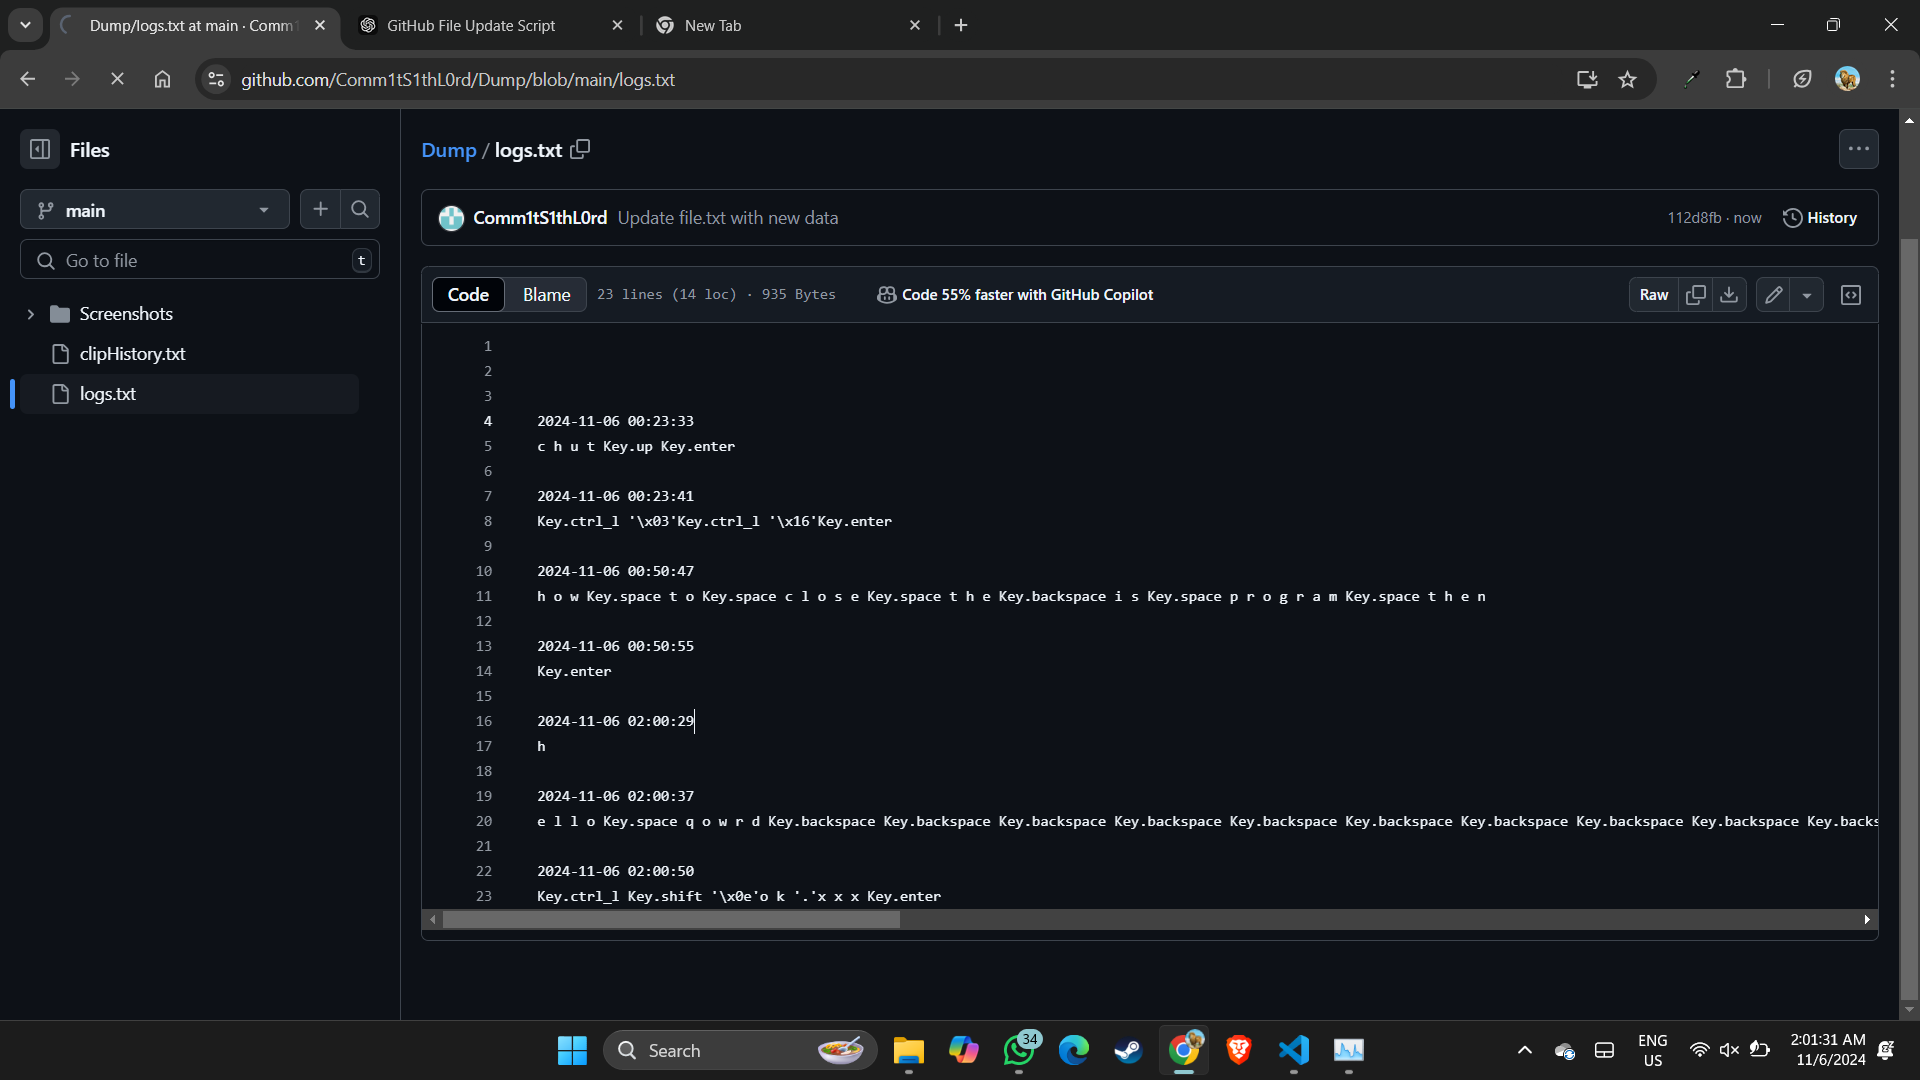 Dump/logs.txt at main · Comm1
GitHub File Update Script
New Tab
github.com/Comm1tS1thL0rd/Dump/blob/main/logs.txt
Files
main
Go to file
t
Screenshots
clipHistory.txt
logs.txt
Dump / logs.txt
Comm1tS1thL0rd Update file.txt with new data
112d8fb · now
History
Code
Blame
23 lines (14 loc) · 935 Bytes
Code 55% faster with GitHub Copilot
Raw
1
2
3
4 2024-11-06 00:23:33
5 c h u t Key.up Key.enter
6
7 2024-11-06 00:23:41
8 Key.ctrl_l '\x03'Key.ctrl_l '\x16'Key.enter
9
10 2024-11-06 00:50:47
11 h o w Key.space t o Key.space c l o s e Key.space t h e Key.backspace i s Key.space p r o g r a m Key.space t h e n
12
13 2024-11-06 00:50:55
14 Key.enter
15
16 2024-11-06 02:00:29
17 h
18
19 2024-11-06 02:00:37
20 e l l o Key.space q o w r d Key.backspace Key.backspace Key.backspace Key.backspace Key.backspace Key.backspace Key.backspace Key.backspace Key.backspace Key.backs
21
22 2024-11-06 02:00:50
23 Key.ctrl_l Key.shift '\x0e'o k '.'x x x Key.enter
Search
34
ENG
US
2:01:31 AM
11/6/2024